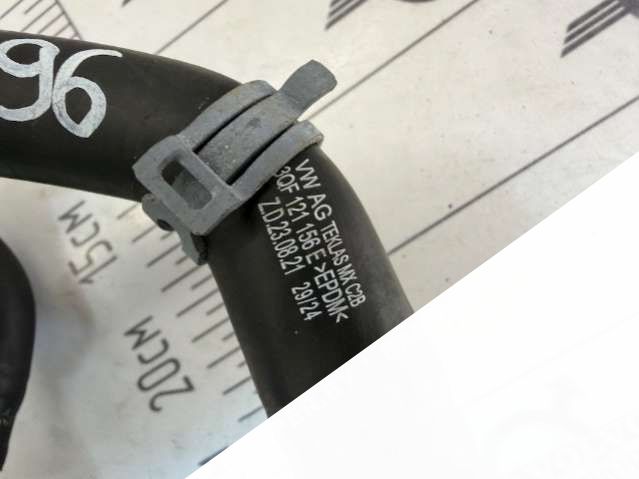 96
VW AG TEKLAS MX C2B
3QF 121 156 E >EPDM<
Z.D.23.08.21 29/24
15CM
20CM